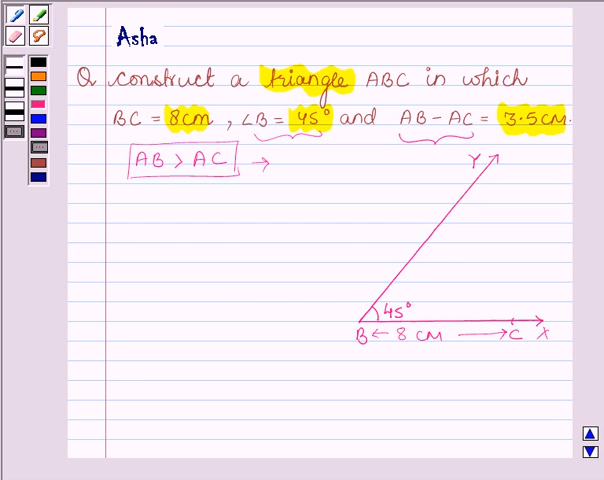 Asha
Q construct a triangle ABC in which
BC = 8cm, ∠B = 45° and AB - AC = 3.5cm.
AB > AC →
Y
45°
B ← 8 cm → C X